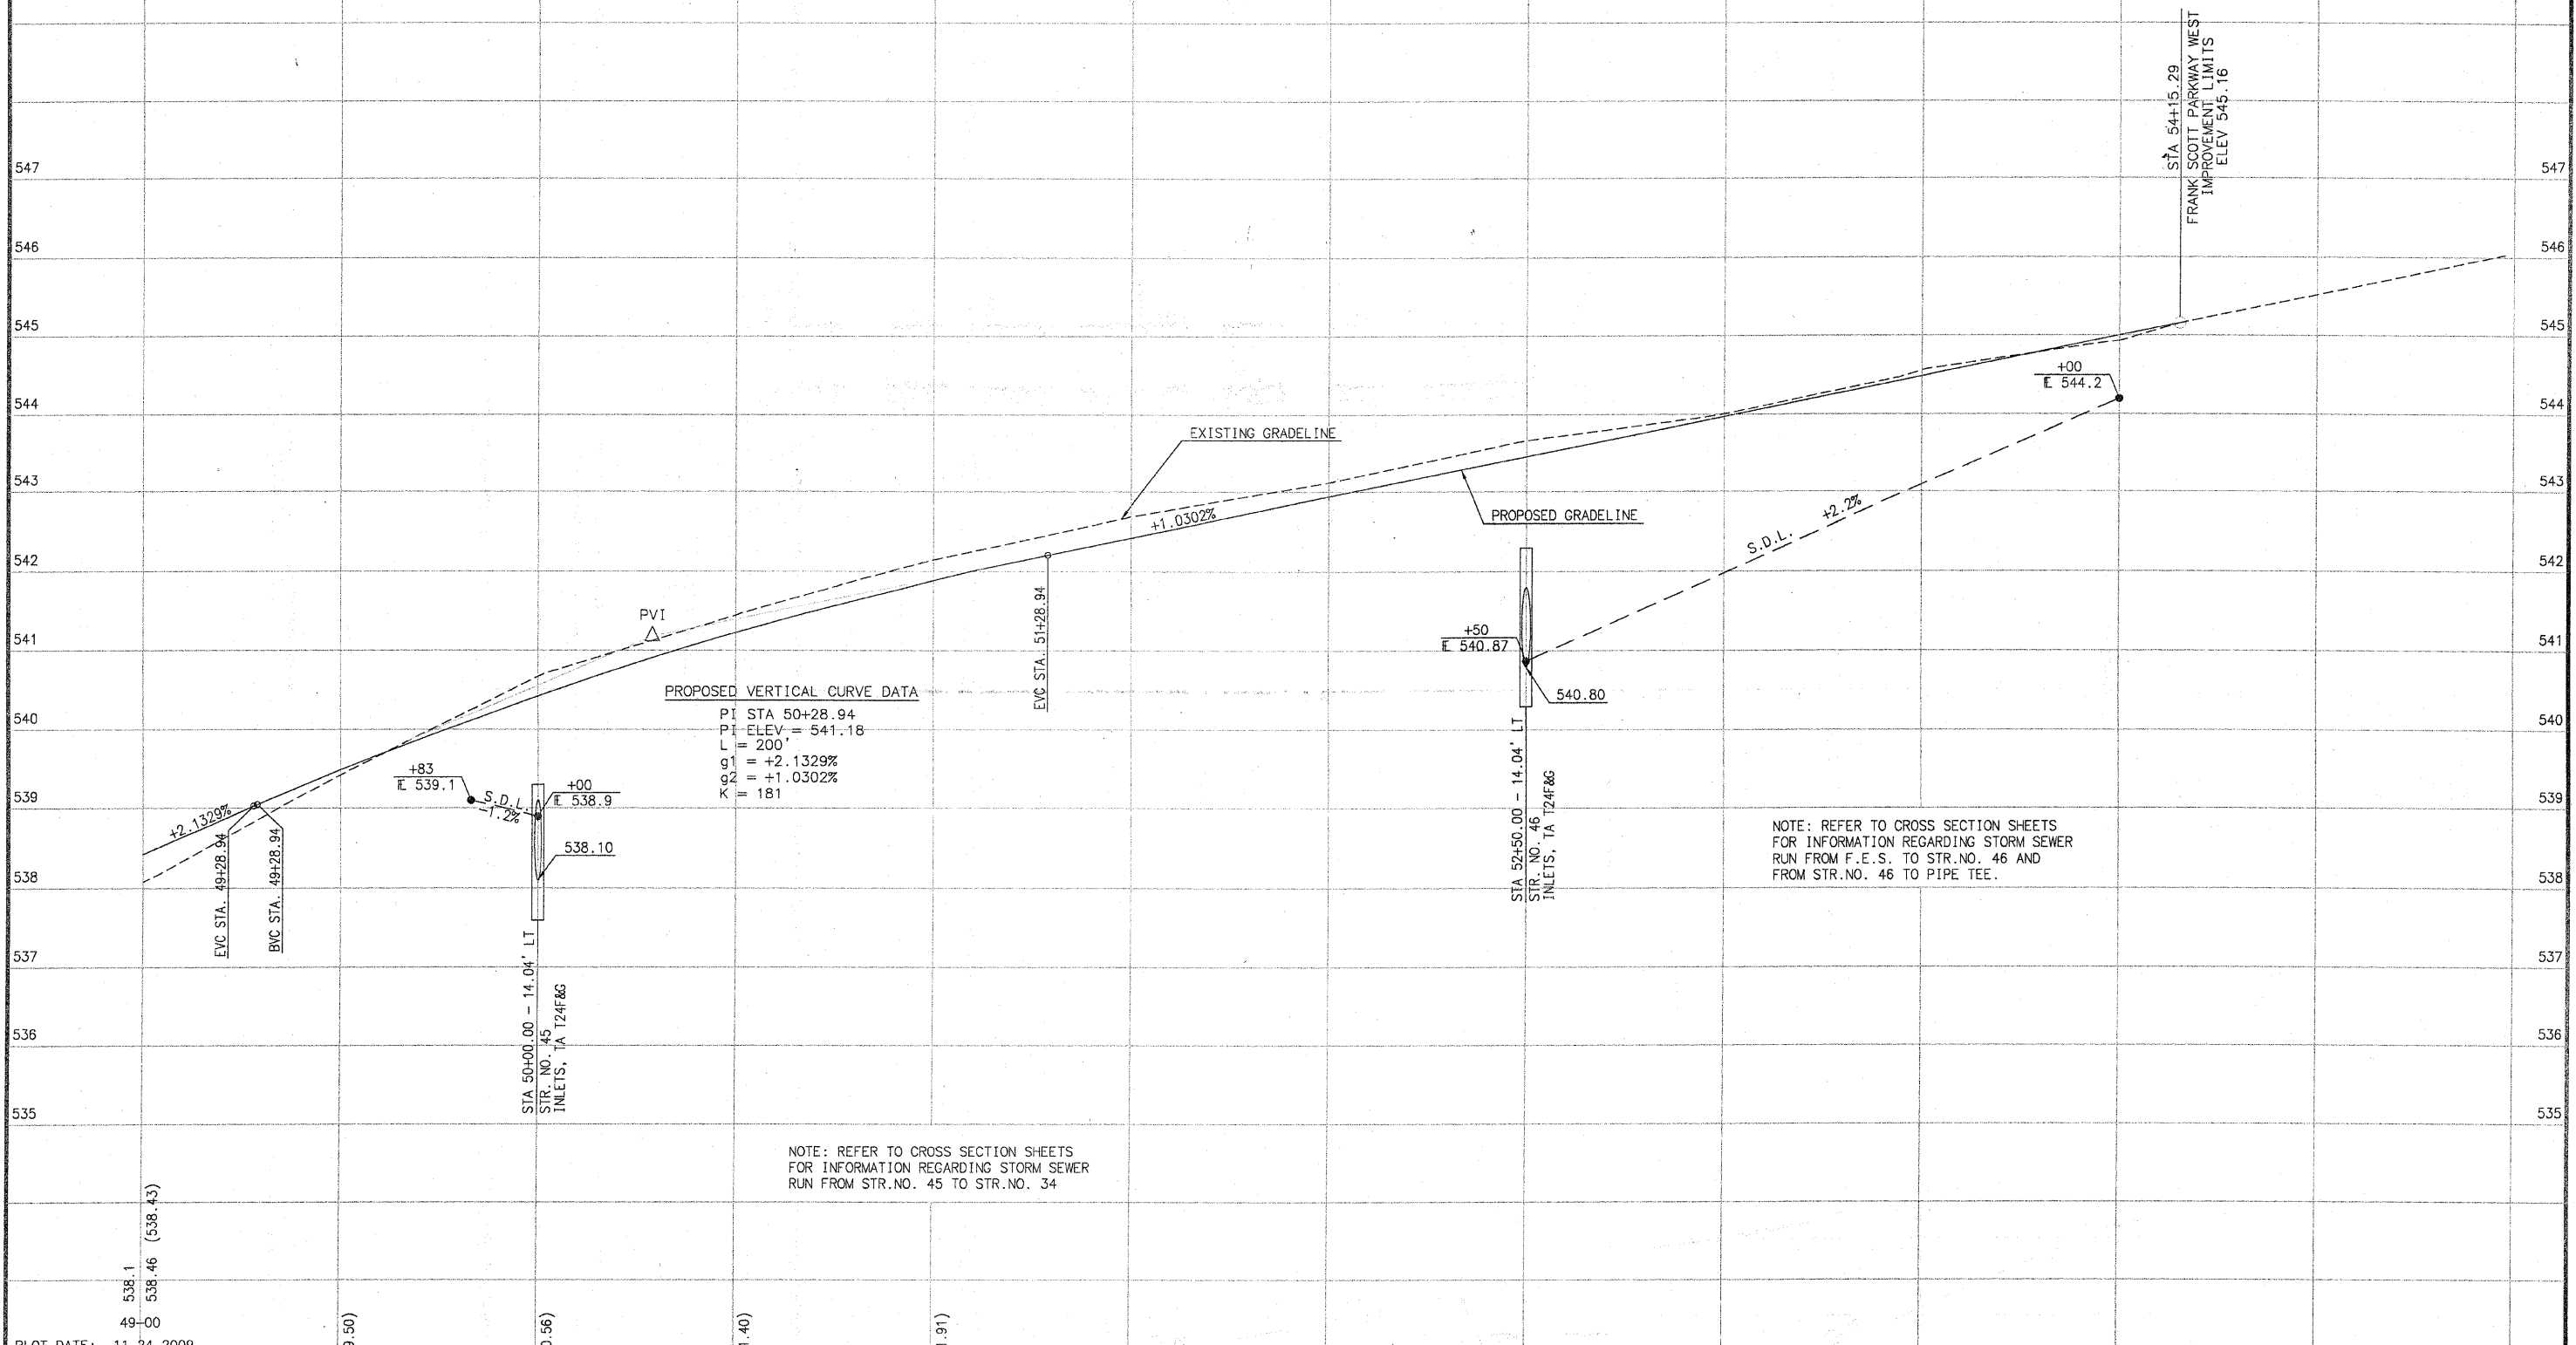 STA 54+15.29
FRANK SCOTT PARKWAY WEST
IMPROVEMENT LIMITS
ELEV 545.16
547
547
546
546
545
545
+00
544.2
544
544
EXISTING GRADELINE
543
543
+1.0302%
PROPOSED GRADELINE
S.D.L. +2.2%
542
542
EVC STA. 51+28.94
PVI
541
541
+50
540.87
540.80
PROPOSED VERTICAL CURVE DATA
PI STA 50+28.94
PI ELEV = 541.18
L = 200'
g1 = +2.1329%
g2 = +1.0302%
K = 181
540
540
+83
539.1
S.D.L.
-1.2%
+00
538.9
538.10
539
539
+2.1329%
EVC STA. 49+28.94
BVC STA. 49+28.94
STA 52+50.00 - 14.04' LT
STR. NO. 46
INLETS, TA T24F&G
NOTE: REFER TO CROSS SECTION SHEETS
FOR INFORMATION REGARDING STORM SEWER
RUN FROM F.E.S. TO STR.NO. 46 AND
FROM STR.NO. 46 TO PIPE TEE.
538
538
537
537
STA 50+00.00 - 14.04' LT
STR. NO. 45
INLETS, TA T24F&G
536
536
535
535
NOTE: REFER TO CROSS SECTION SHEETS
FOR INFORMATION REGARDING STORM SEWER
RUN FROM STR.NO. 45 TO STR.NO. 34
538.1
538.46 (538.43)
49+00
.50)
.56)
.40)
.91)
PLOT DATE: 11-24-2009